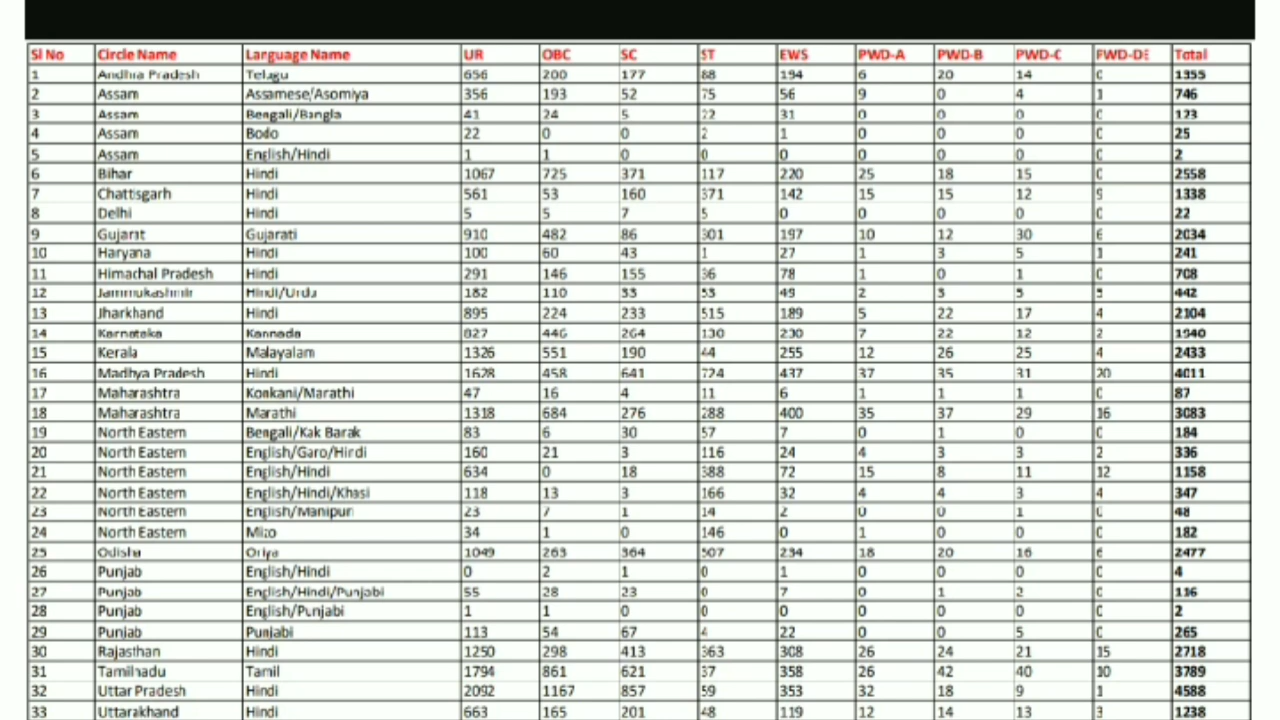 Sl No Circle Name Language Name UR OBC SC ST EWS PWD-A PWD-B PWD-C PWD-DE Total
1 Andhra Pradesh Telugu 656 200 177 88 194 6 20 14 0 1355
2 Assam Assamese/Asomiya 356 193 52 75 56 9 0 4 1 746
3 Assam Bengali/Bangla 41 24 5 22 31 0 0 0 0 123
4 Assam Bodo 22 0 0 2 1 0 0 0 0 25
5 Assam English/Hindi 1 1 0 0 0 0 0 0 0 2
6 Bihar Hindi 1067 725 371 117 220 25 18 15 0 2558
7 Chattisgarh Hindi 561 53 160 371 142 15 15 12 9 1338
8 Delhi Hindi 5 5 7 5 0 0 0 0 0 22
9 Gujarat Gujarati 910 482 86 301 197 10 12 30 6 2034
10 Haryana Hindi 100 60 43 1 27 1 3 5 1 241
11 Himachal Pradesh Hindi 291 146 155 36 78 1 0 1 0 708
12 Jammukashmir Hindi/Urdu 182 110 33 53 49 2 3 5 5 442
13 Jharkhand Hindi 895 224 233 515 189 5 22 17 4 2104
14 Karnataka Kannada 827 446 264 130 230 7 22 12 2 1940
15 Kerala Malayalam 1326 551 190 44 255 12 26 25 4 2433
16 Madhya Pradesh Hindi 1628 458 641 724 437 37 35 31 20 4011
17 Maharashtra Konkani/Marathi 47 16 4 11 6 1 1 1 0 87
18 Maharashtra Marathi 1318 684 276 288 400 35 37 29 16 3083
19 North Eastern Bengali/Kak Barak 83 6 30 57 7 0 1 0 0 184
20 North Eastern English/Garo/Hindi 160 21 3 116 24 4 3 3 2 336
21 North Eastern English/Hindi 634 0 18 388 72 15 8 11 12 1158
22 North Eastern English/Hindi/Khasi 118 13 3 166 32 4 4 3 4 347
23 North Eastern English/Manipuri 23 7 1 14 2 0 0 1 0 48
24 North Eastern Mizo 34 1 0 146 0 1 0 0 0 182
25 Odisha Oriya 1049 263 364 507 234 18 20 16 6 2477
26 Punjab English/Hindi 0 2 1 0 1 0 0 0 0 4
27 Punjab English/Hindi/Punjabi 55 28 23 0 7 0 1 2 0 116
28 Punjab English/Punjabi 1 1 0 0 0 0 0 0 0 2
29 Punjab Punjabi 113 54 67 4 22 0 0 5 0 265
30 Rajasthan Hindi 1250 298 413 363 308 26 24 21 15 2718
31 Tamilnadu Tamil 1794 861 621 37 358 26 42 40 10 3789
32 Uttar Pradesh Hindi 2092 1167 857 59 353 32 18 9 1 4588
33 Uttarakhand Hindi 663 165 201 48 119 12 14 13 3 1238